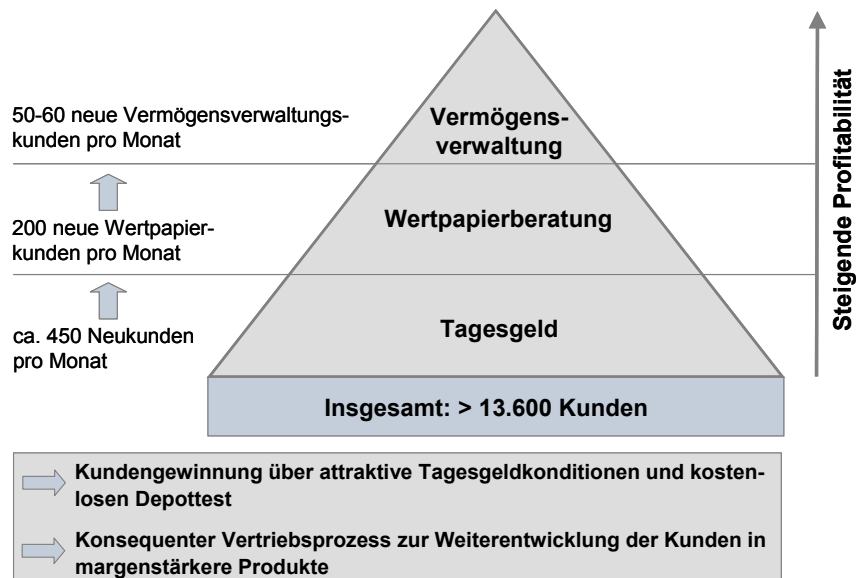 50-60 neue Vermögensverwaltungs-
kunden pro Monat
Vermögens-
verwaltung
200 neue Wertpapier-
kunden pro Monat
Wertpapierberatung
ca. 450 Neukunden
pro Monat
Tagesgeld
Steigende Profitabilität
Insgesamt: > 13.600 Kunden
Kundengewinnung über attraktive Tagesgeldkonditionen und kosten-
losen Depottest
Konsequenter Vertriebsprozess zur Weiterentwicklung der Kunden in
margenstärkere Produkte